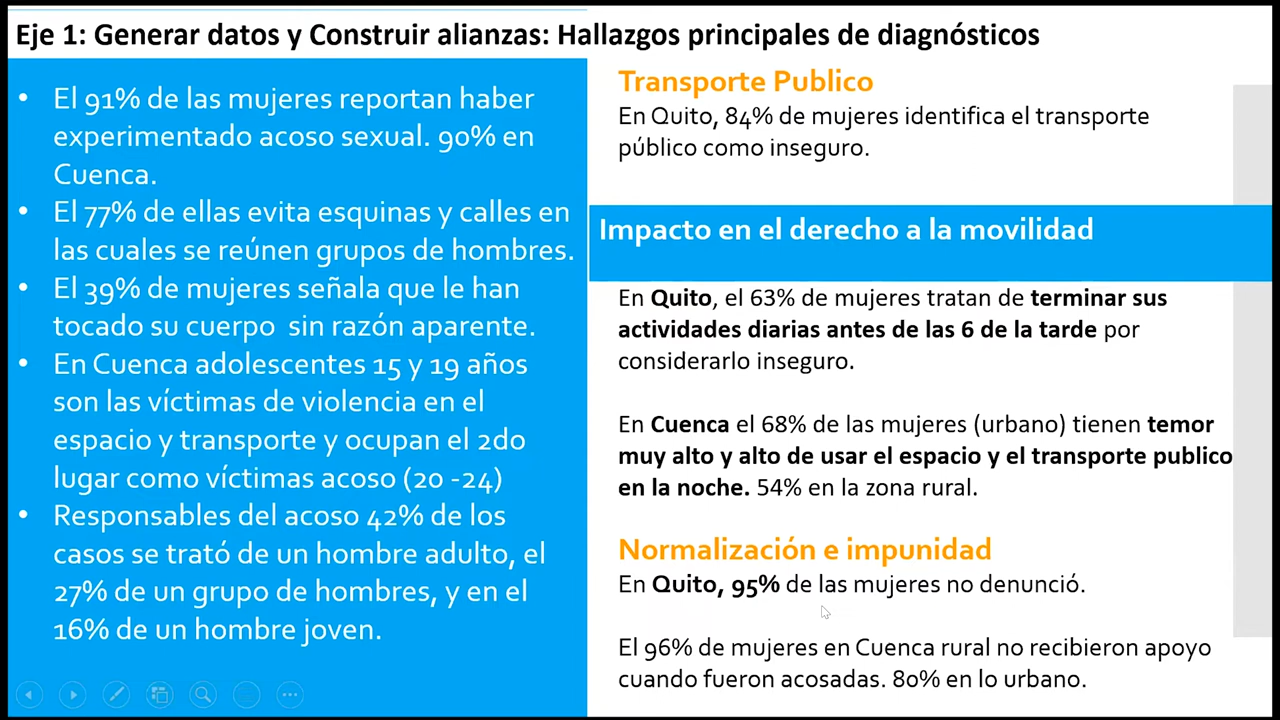 Eje 1: Generar datos y Construir alianzas: Hallazgos principales de diagnósticos
• El 91% de las mujeres reportan haber
experimentado acoso sexual. 90% en
Cuenca.
• El 77% de ellas evita esquinas y calles en
las cuales se reúnen grupos de hombres.
• El 39% de mujeres señala que le han
tocado su cuerpo sin razón aparente.
• En Cuenca adolescentes 15 y 19 años
son las víctimas de violencia en el
espacio y transporte y ocupan el 2do
lugar como víctimas acoso (20 -24)
• Responsables del acoso 42% de los
casos se trató de un hombre adulto, el
27% de un grupo de hombres, y en el
16% de un hombre joven.
Transporte Publico
En Quito, 84% de mujeres identifica el transporte
público como inseguro.
Impacto en el derecho a la movilidad
En Quito, el 63% de mujeres tratan de terminar sus
actividades diarias antes de las 6 de la tarde por
considerarlo inseguro.
En Cuenca el 68% de las mujeres (urbano) tienen temor
muy alto y alto de usar el espacio y el transporte publico
en la noche. 54% en la zona rural.
Normalización e impunidad
En Quito, 95% de las mujeres no denunció.
El 96% de mujeres en Cuenca rural no recibieron apoyo
cuando fueron acosadas. 80% en lo urbano.